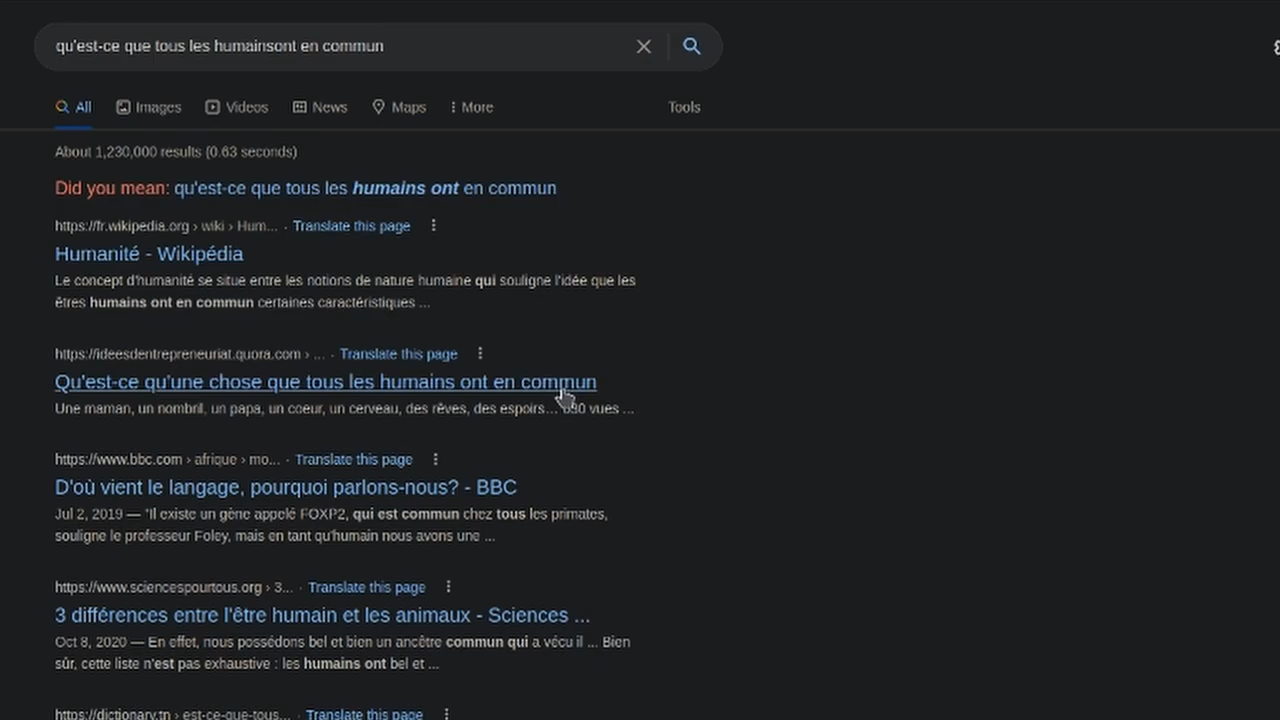 qu'est-ce que tous les humainsont en commun
All Images Videos News Maps More Tools
About 1,230,000 results (0.63 seconds)
Did you mean: qu'est-ce que tous les humains ont en commun
https://fr.wikipedia.org › wiki › Hum... · Translate this page
Humanité - Wikipédia
Le concept d'humanité se situe entre les notions de nature humaine qui souligne l'idée que les
êtres humains ont en commun certaines caractéristiques ...
https://ideesdentrepreneuriat.quora.com › ... · Translate this page
Qu'est-ce qu'une chose que tous les humains ont en commun
Une maman, un nombril, un papa, un coeur, un cerveau, des rêves, des espoirs... 630 vues ...
https://www.bbc.com › afrique › mo... · Translate this page
D'où vient le langage, pourquoi parlons-nous? - BBC
Jul 2, 2019 — "Il existe un gène appelé FOXP2, qui est commun chez tous les primates,
souligne le professeur Foley, mais en tant qu'humain nous avons une ...
https://www.sciencespourtous.org › 3... · Translate this page
3 différences entre l'être humain et les animaux - Sciences ...
Oct 8, 2020 — En effet, nous possédons bel et bien un ancêtre commun qui a vécu il ... Bien
sûr, cette liste n'est pas exhaustive : les humains ont bel et ...
https://dictionary.tn › est-ce-que-tous... · Translate this page